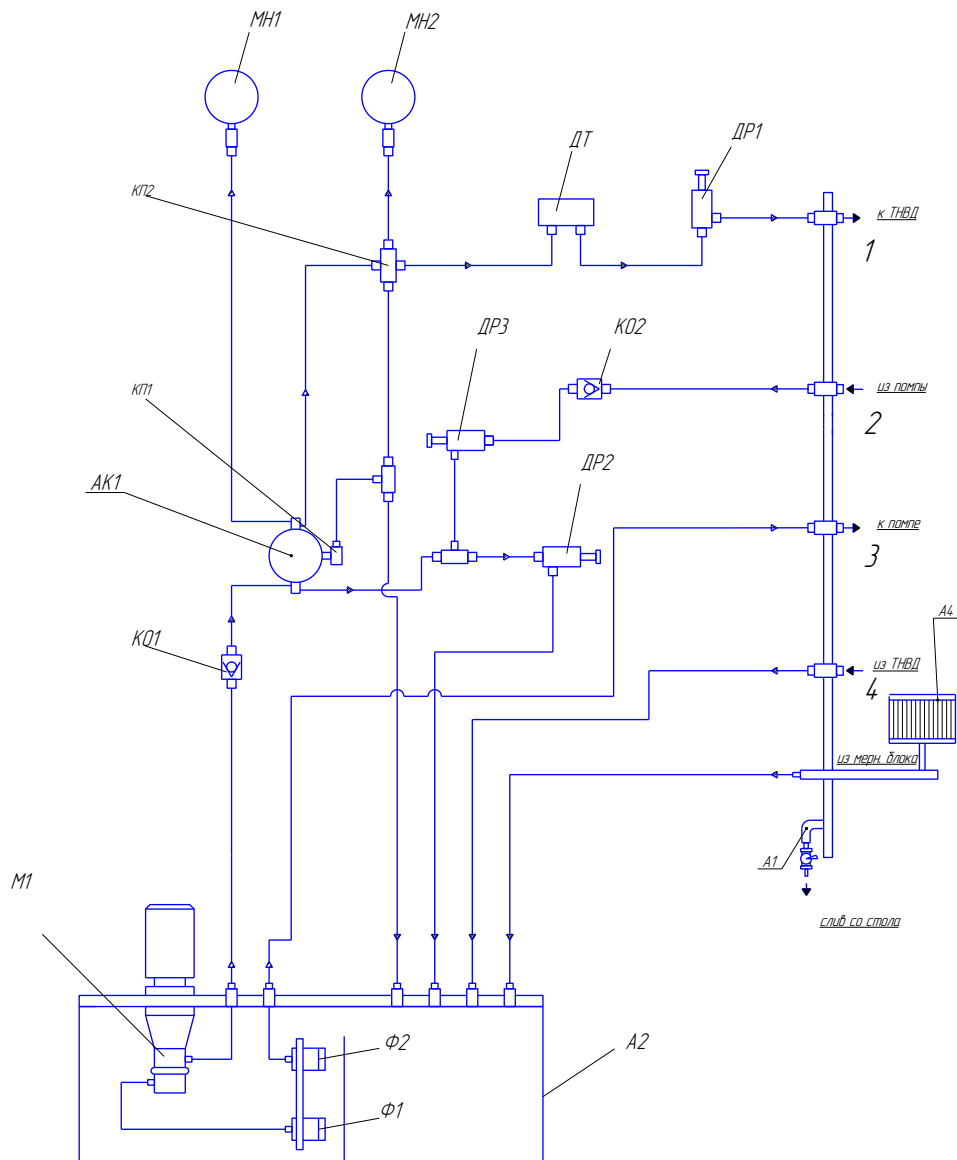 МН1
МН2
ДТ
ДР1
КП2
к ТНВД
1
ДР3
КО2
КП1
из помпы
2
АК1
ДР2
к помпе
3
А4
КО1
из ТНВД
4
из мерн. блока
А1
М1
слив со стола
Ф2
А2
Ф1